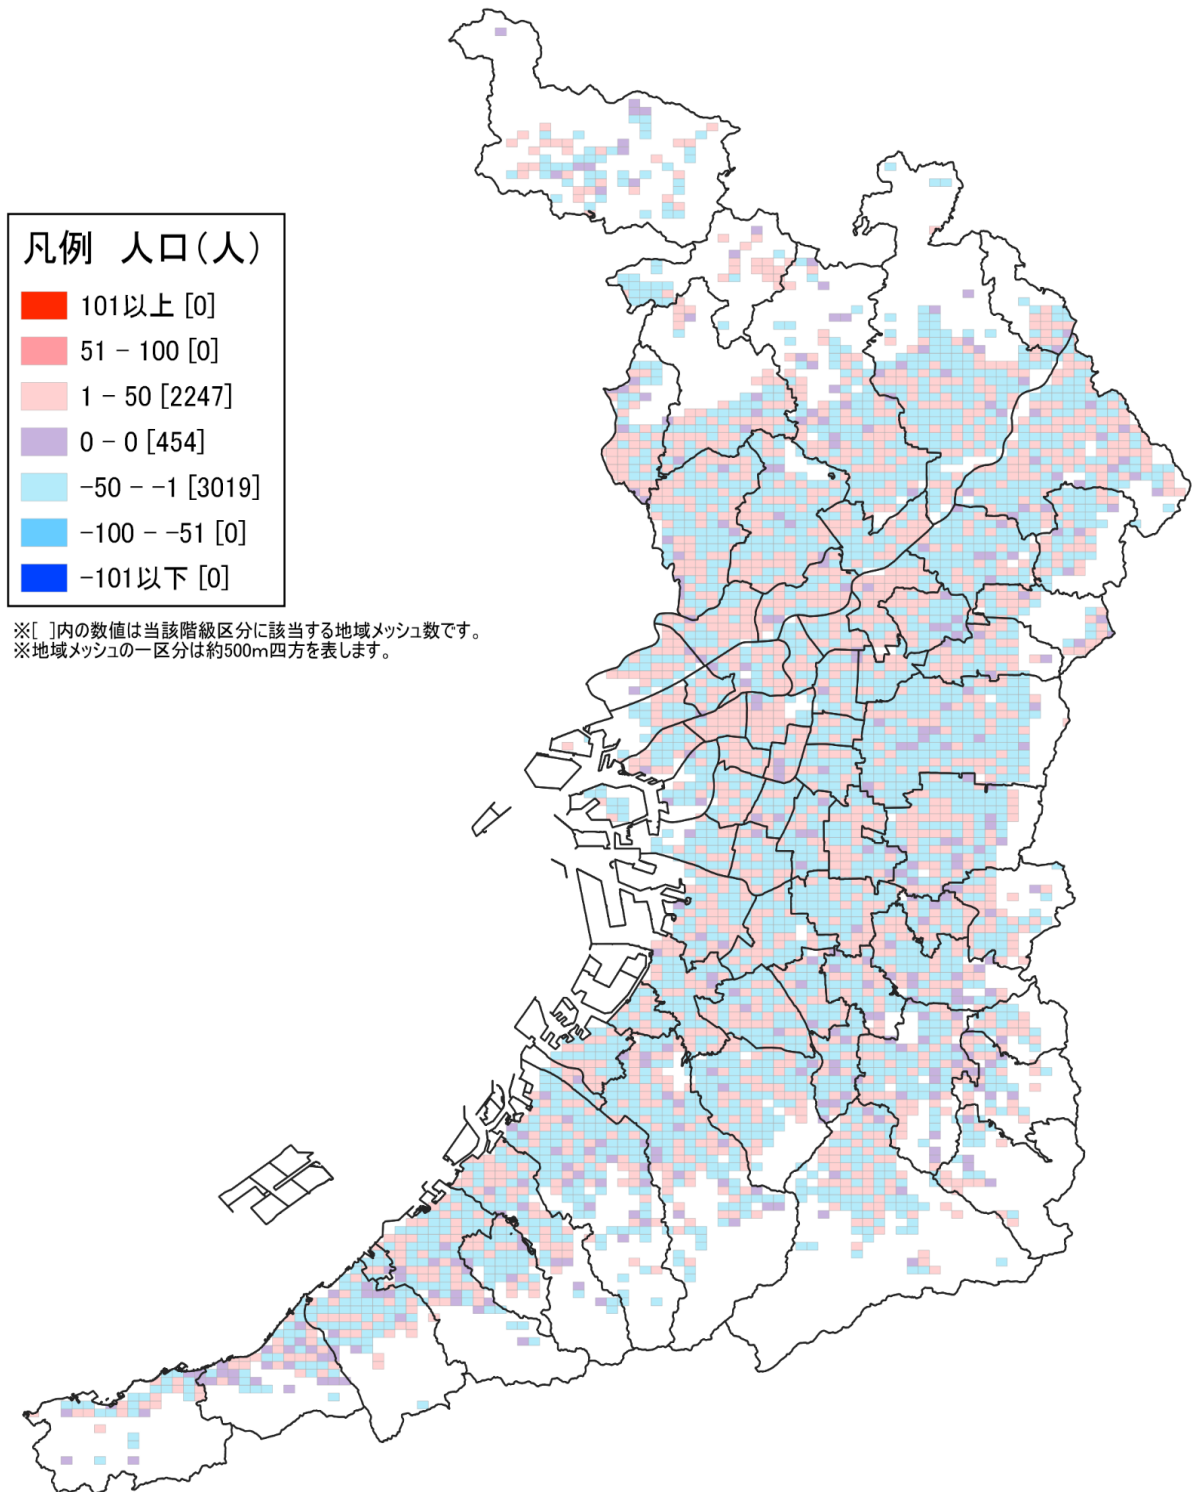 凡例　人口(人)
101以上 [0]
51 - 100 [0]
1 - 50 [2247]
0 - 0 [454]
-50 - -1 [3019]
-100 - -51 [0]
-101以下 [0]
※[　]内の数値は当該階級区分に該当する地域メッシュ数です。
※地域メッシュの一区分は約500m四方を表します。